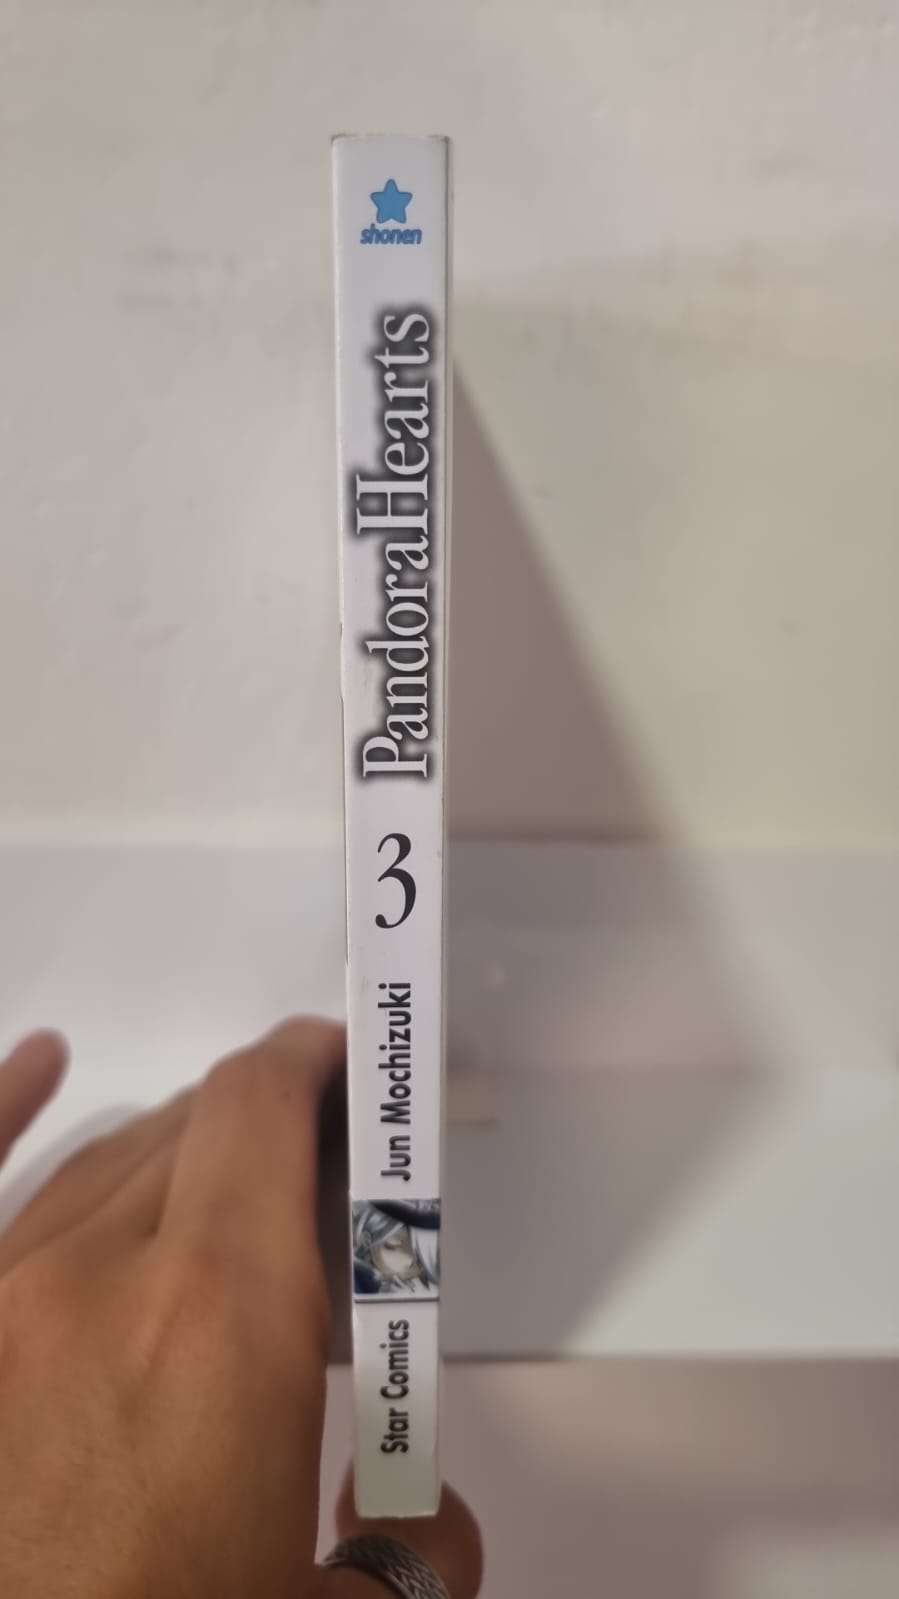 shonen
PandoraHearts
3
Jun Mochizuki
Star Comics